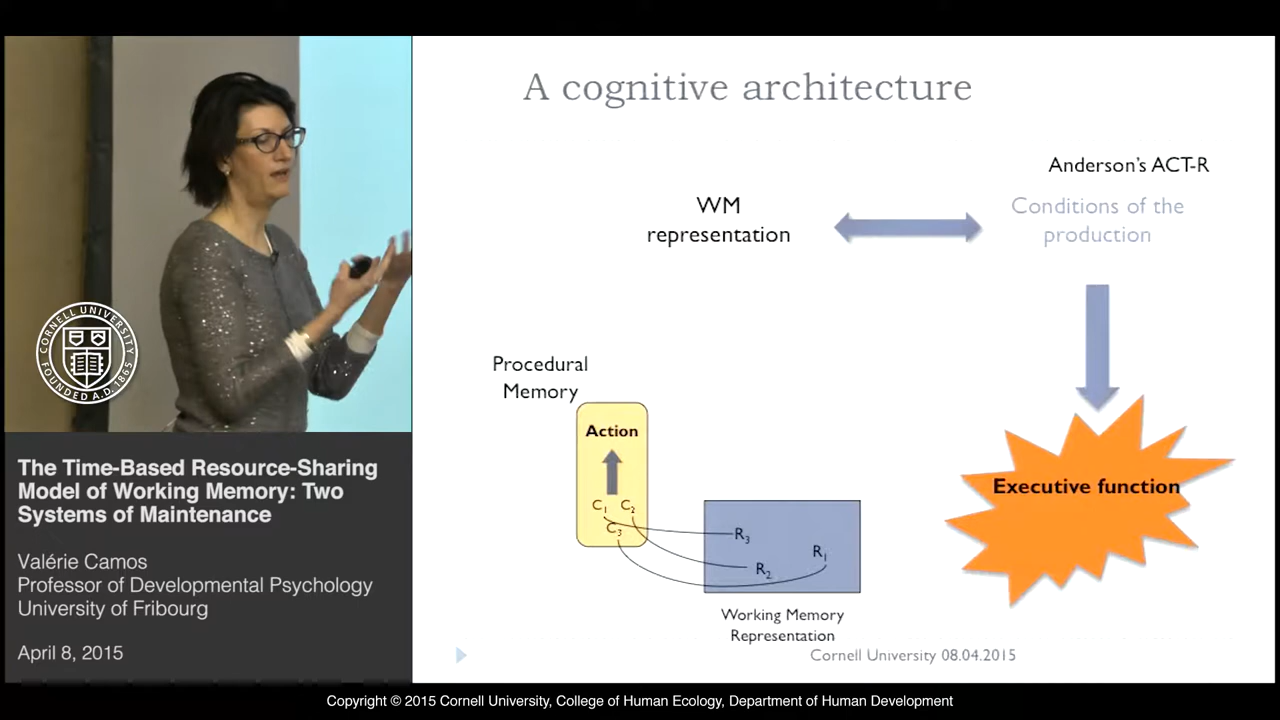 A cognitive architecture
Anderson's ACT-R
WM
representation
Conditions of the
production
Procedural
Memory
Action
C1 C2
C3
R3
R1
R2
Executive function
Working Memory
Representation
Cornell University 08.04.2015
CORNELL UNIVERSITY
FOUNDED A.D. 1865
The Time-Based Resource-Sharing
Model of Working Memory: Two
Systems of Maintenance
Valérie Camos
Professor of Developmental Psychology
University of Fribourg
April 8, 2015
Copyright © 2015 Cornell University, College of Human Ecology, Department of Human Development